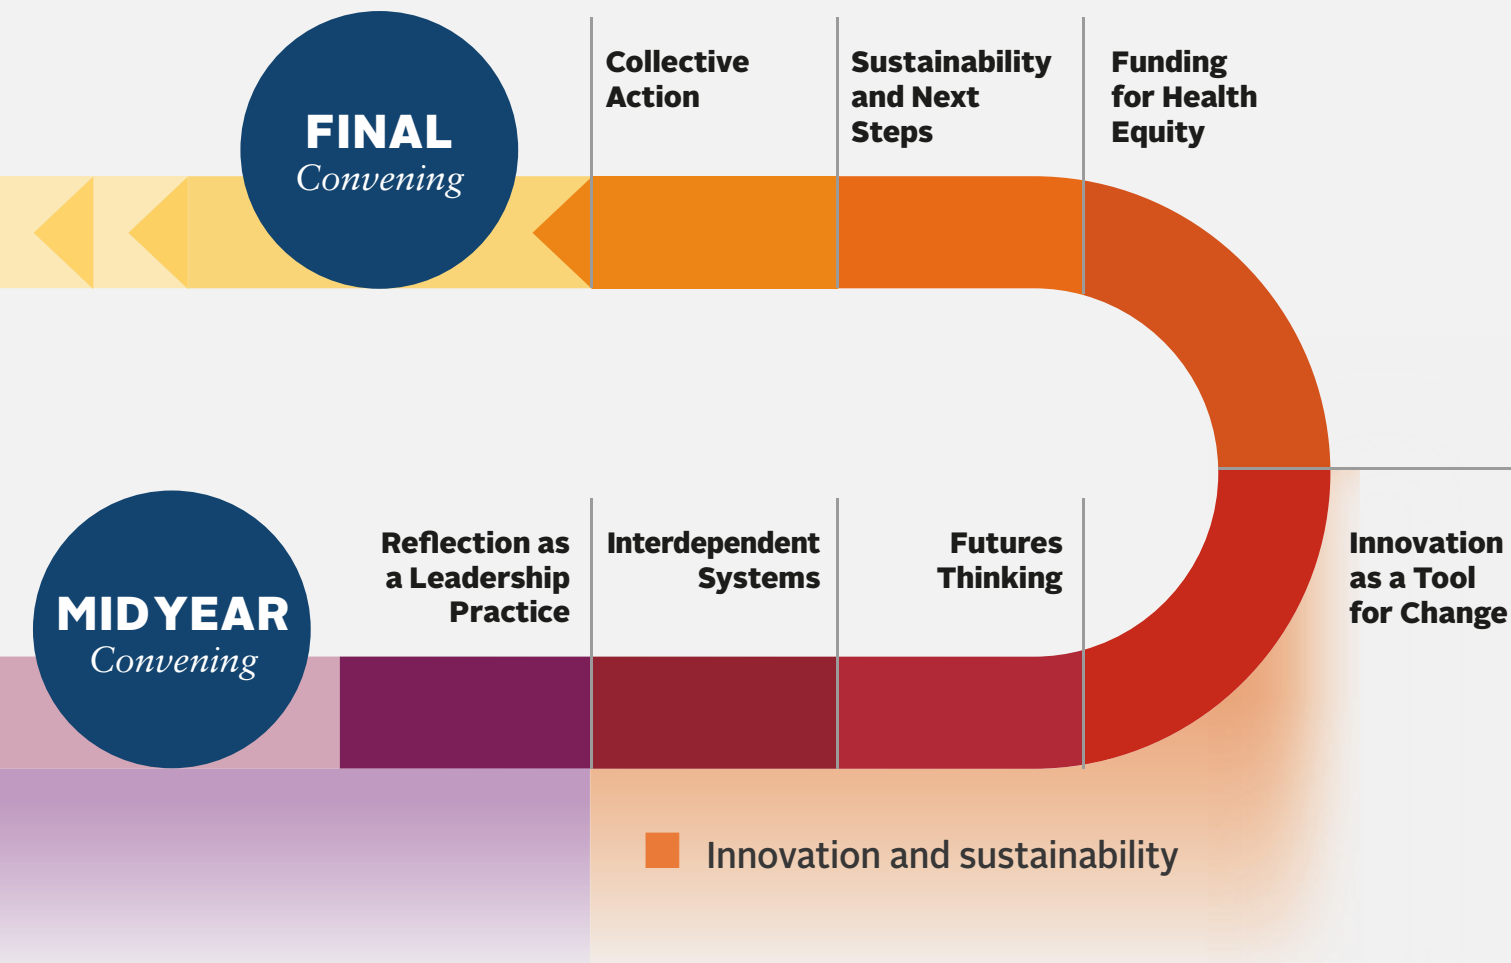 FINAL
Convening
Collective
Action
Sustainability
and Next
Steps
Funding
for Health
Equity
MIDYEAR
Convening
Reflection as
a Leadership
Practice
Interdependent
Systems
Futures
Thinking
Innovation
as a Tool
for Change
Innovation and sustainability